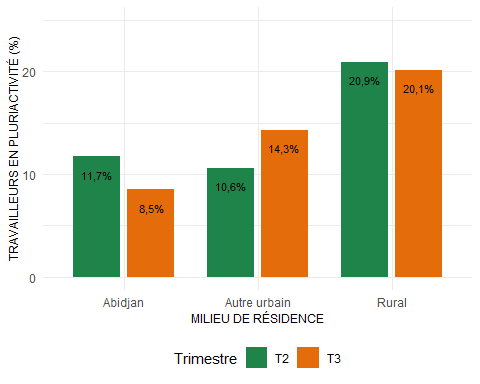 TRAVAILLEURS EN PLURIACTIVITÉ (%)
20
10
0
11,7%
8,5%
10,6%
14,3%
20,9%
20,1%
Abidjan
Autre urbain
Rural
MILIEU DE RÉSIDENCE
Trimestre T2 T3